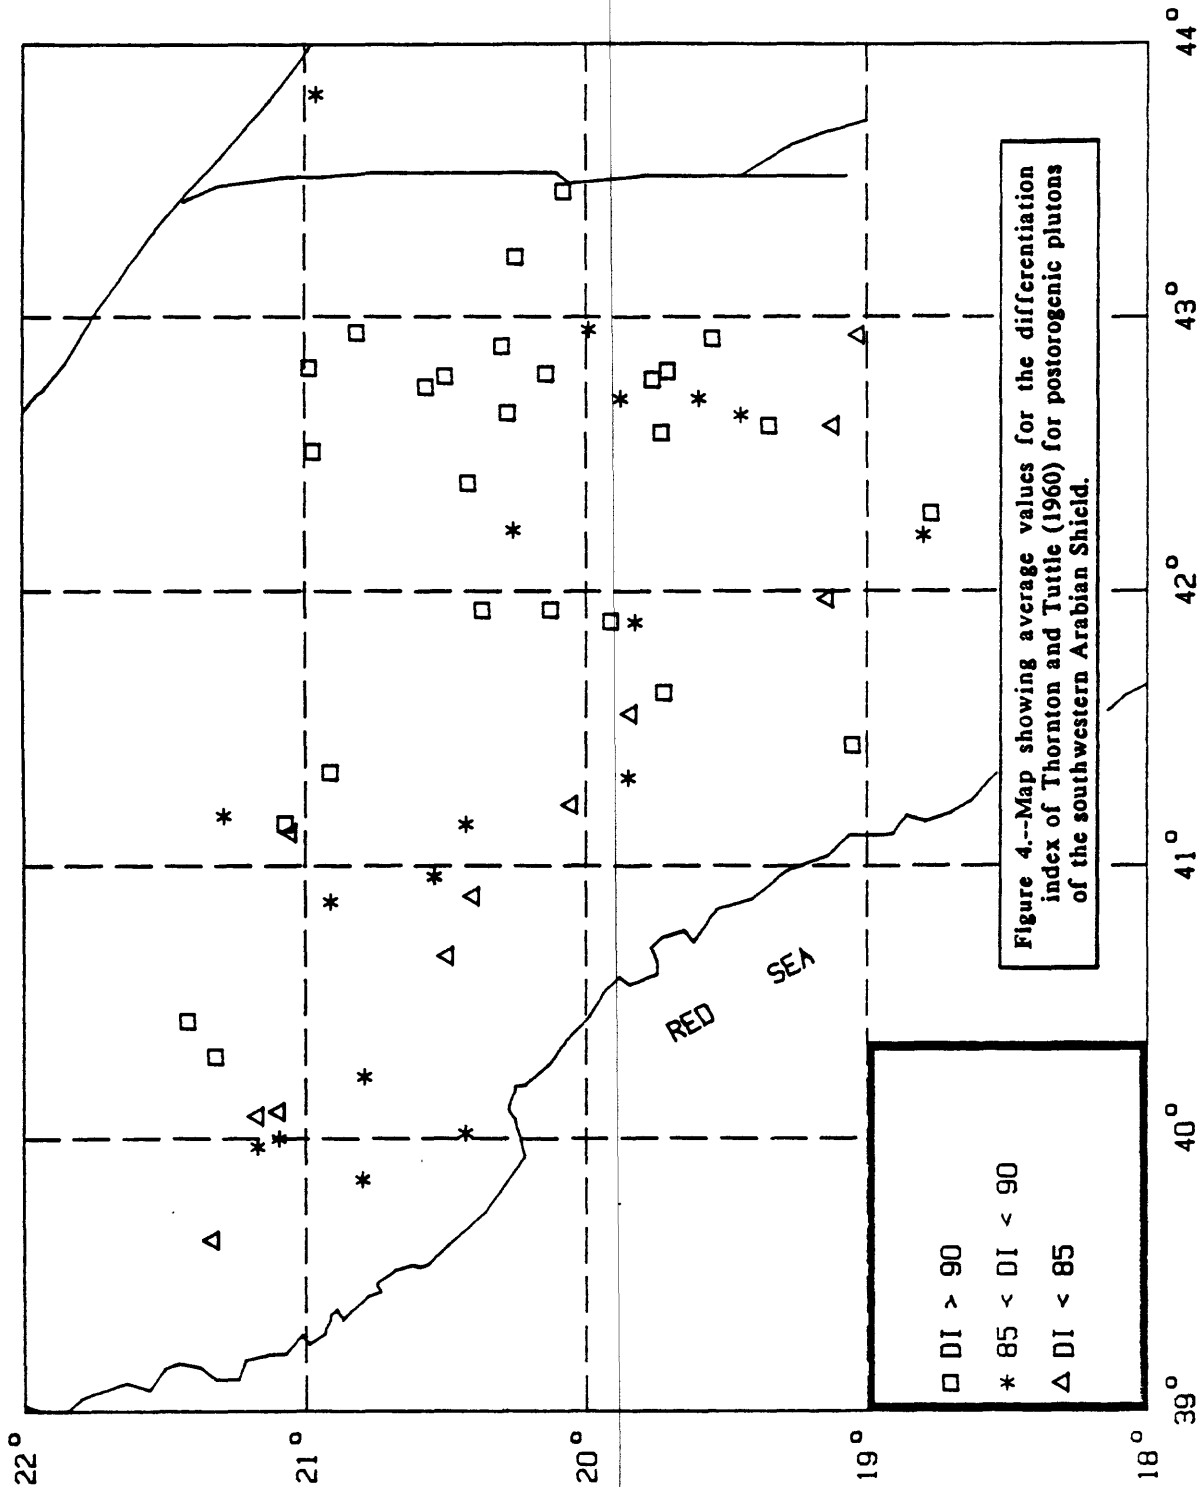 22°
21°
20°
19°
18°
39°
40°
41°
42°
43°
44°
RED
SEA
DI > 90
85 < DI < 90
DI < 85
Figure 4.--Map showing average values for the differentiation
index of Thornton and Tuttle (1960) for postorogenic plutons
of the southwestern Arabian Shield.